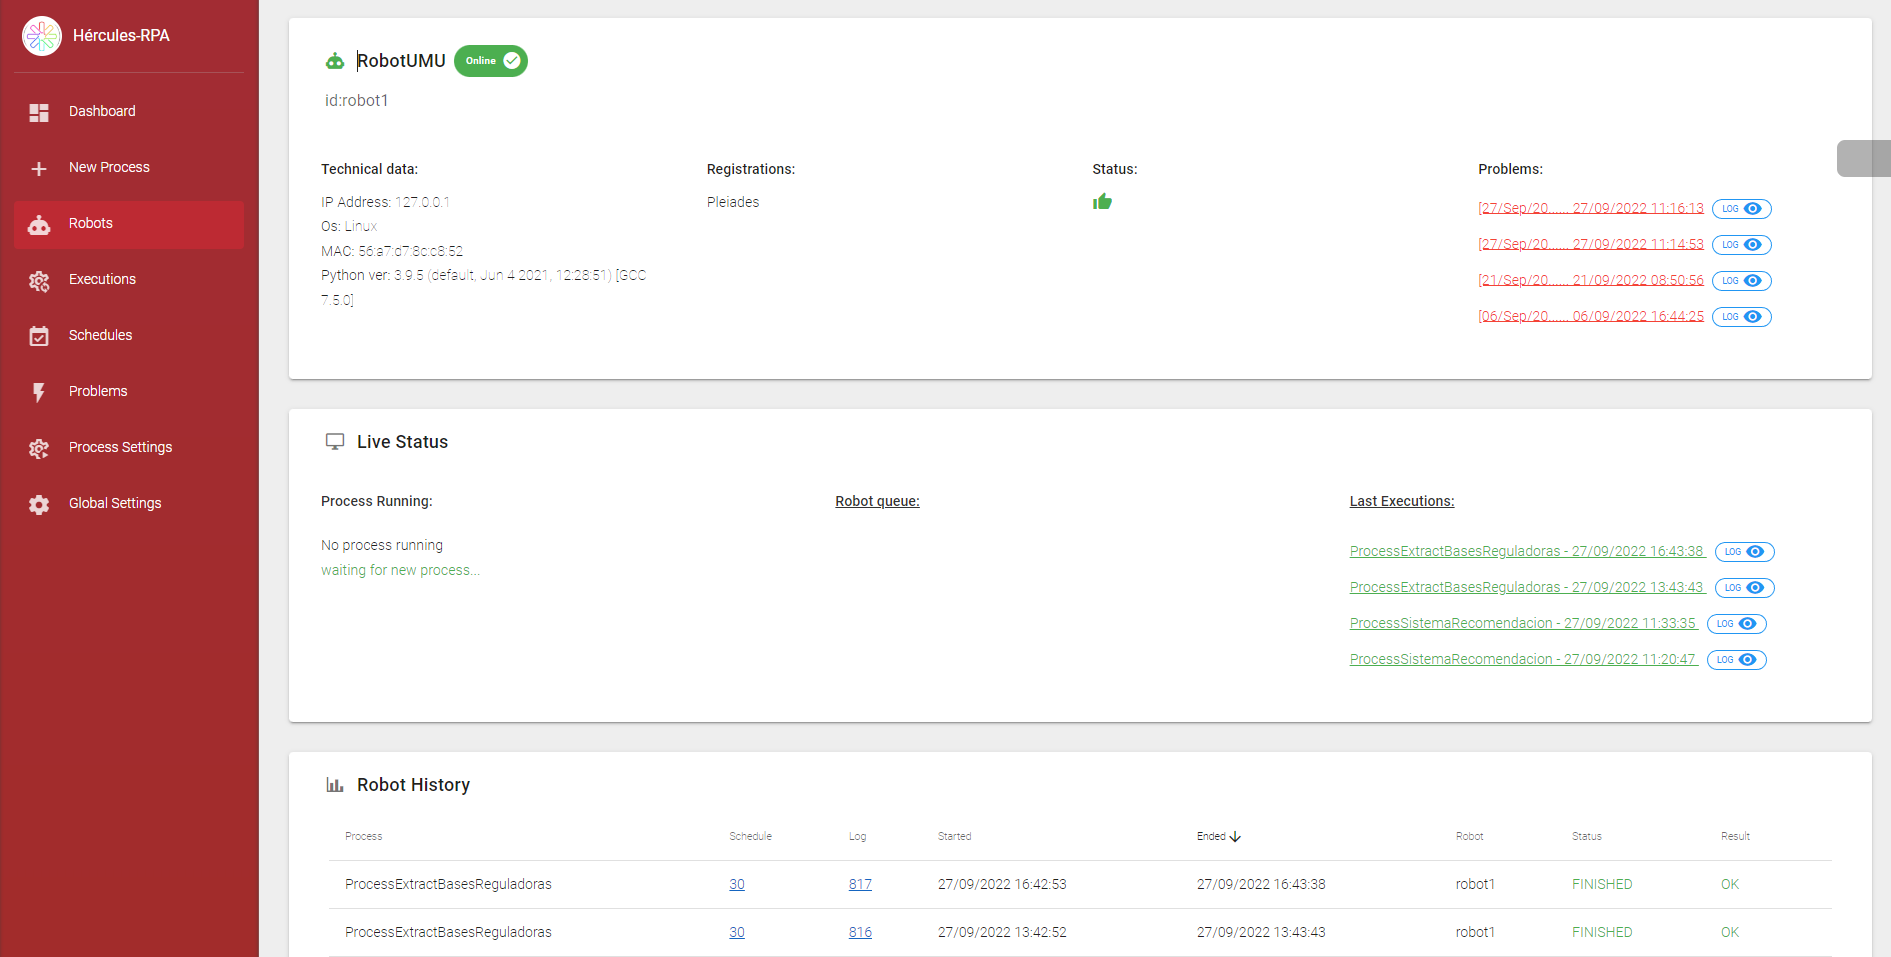 Hércules-RPA
Dashboard
New Process
Robots
Executions
Schedules
Problems
Process Settings
Global Settings
RobotUMU Online
id:robot1
Technical data:
IP Address: 127.0.0.1
Os: Linux
MAC: 56:a7:d7:8c:c8:52
Python ver: 3.9.5 (default, Jun 4 2021, 12:28:51) [GCC
7.5.0]
Registrations:
Pleiades
Status:
Problems:
[27/Sep/20...... 27/09/2022 11:16:13 LOG
[27/Sep/20...... 27/09/2022 11:14:53 LOG
[21/Sep/20...... 21/09/2022 08:50:56 LOG
[06/Sep/20...... 06/09/2022 16:44:25 LOG
Live Status
Process Running:
No process running
waiting for new process...
Robot queue:
Last Executions:
ProcessExtractBasesReguladoras - 27/09/2022 16:43:38 LOG
ProcessExtractBasesReguladoras - 27/09/2022 13:43:43 LOG
ProcessSistemaRecomendacion - 27/09/2022 11:33:35 LOG
ProcessSistemaRecomendacion - 27/09/2022 11:20:47 LOG
Robot History
Process Schedule Log Started Ended Robot Status Result
ProcessExtractBasesReguladoras 30 817 27/09/2022 16:42:53 27/09/2022 16:43:38 robot1 FINISHED OK
ProcessExtractBasesReguladoras 30 816 27/09/2022 13:42:52 27/09/2022 13:43:43 robot1 FINISHED OK